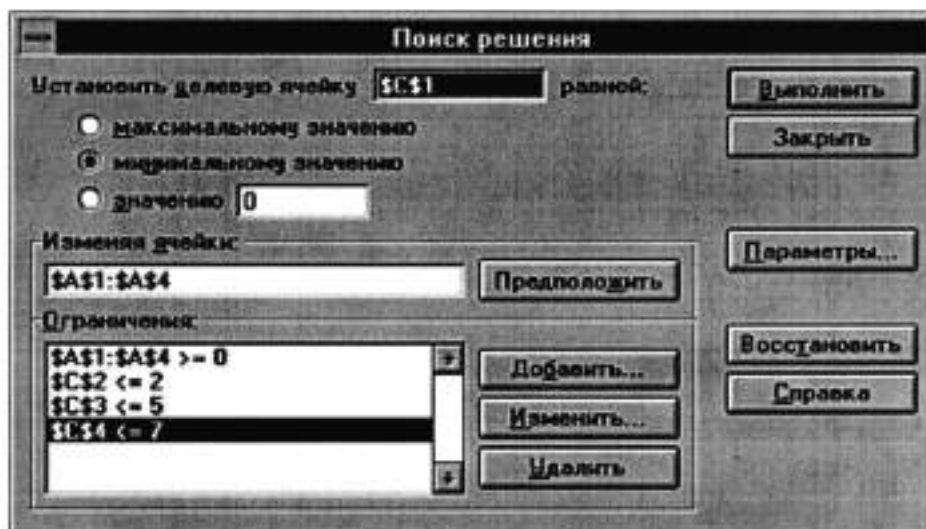 Поиск решения
Установить целевую ячейку $C$1 равной:
максимальному значению
минимальному значению
значению 0
Изменяя ячейки:
$A$1:$A$4
Предположить
Ограничения:
$A$1:$A$4 >= 0
$C$2 <= 2
$C$3 <= 5
$C$4 <= 7
Добавить...
Изменить...
Удалить
Выполнить
Закрыть
Параметры...
Восстановить
Справка